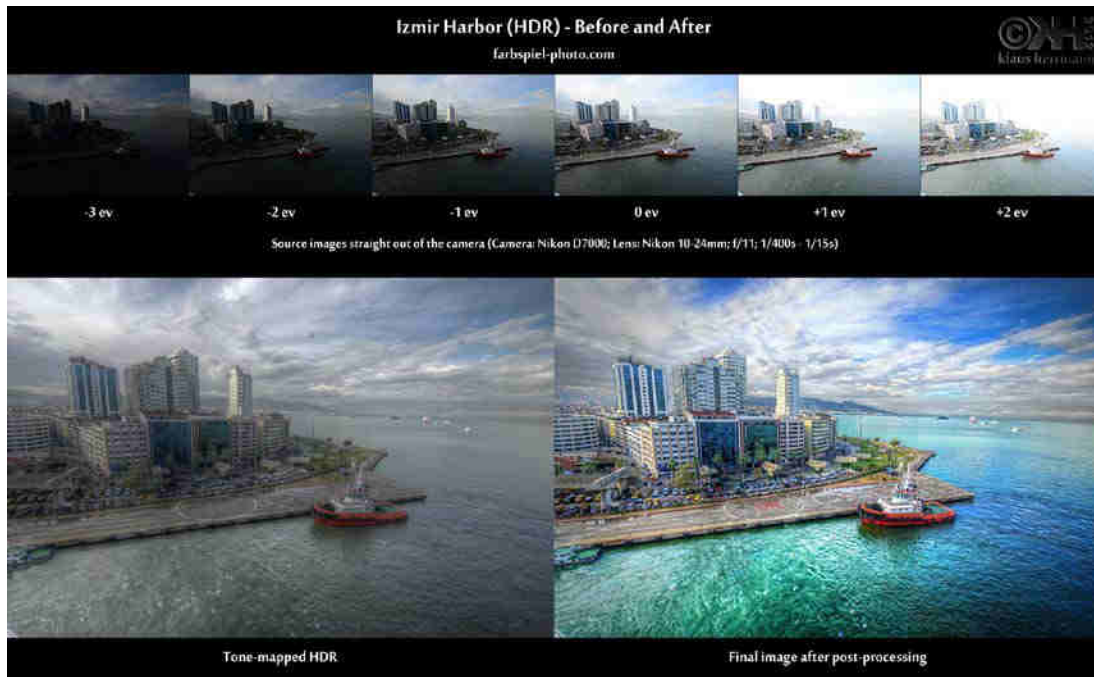 Izmir Harbor (HDR) - Before and After
farbspiel-photo.com
klaus herrmann
-3 ev
-2 ev
-1 ev
0 ev
+1 ev
+2 ev
Source images straight out of the camera (Camera: Nikon D7000; Lens: Nikon 10-24mm; f/11; 1/400s - 1/15s)
Tone-mapped HDR
Final image after post-processing